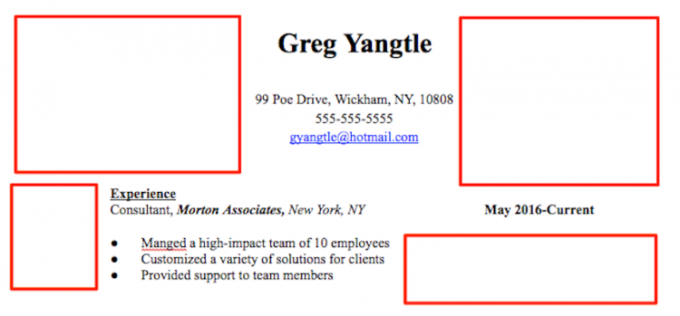 Greg Yangtle
99 Poe Drive, Wickham, NY, 10808
555-555-5555
gyangtle@hotmail.com
Experience
Consultant, Morton Associates, New York, NY May 2016-Current
● Manged a high-impact team of 10 employees
● Customized a variety of solutions for clients
● Provided support to team members